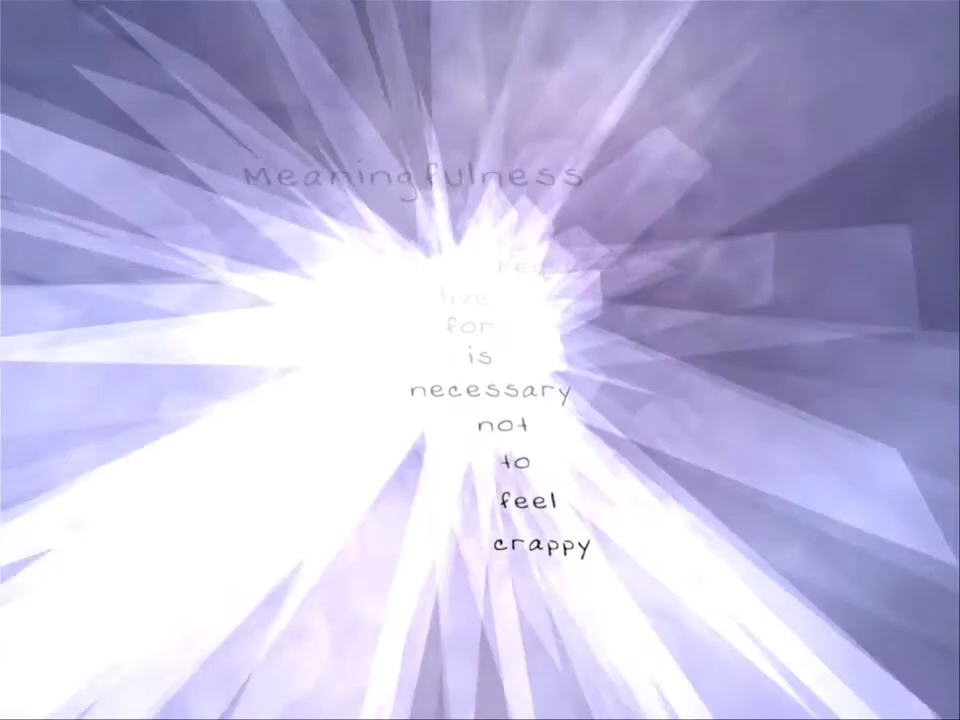 Meaningfulness
live
for
is
necessary
not
to
feel
crappy